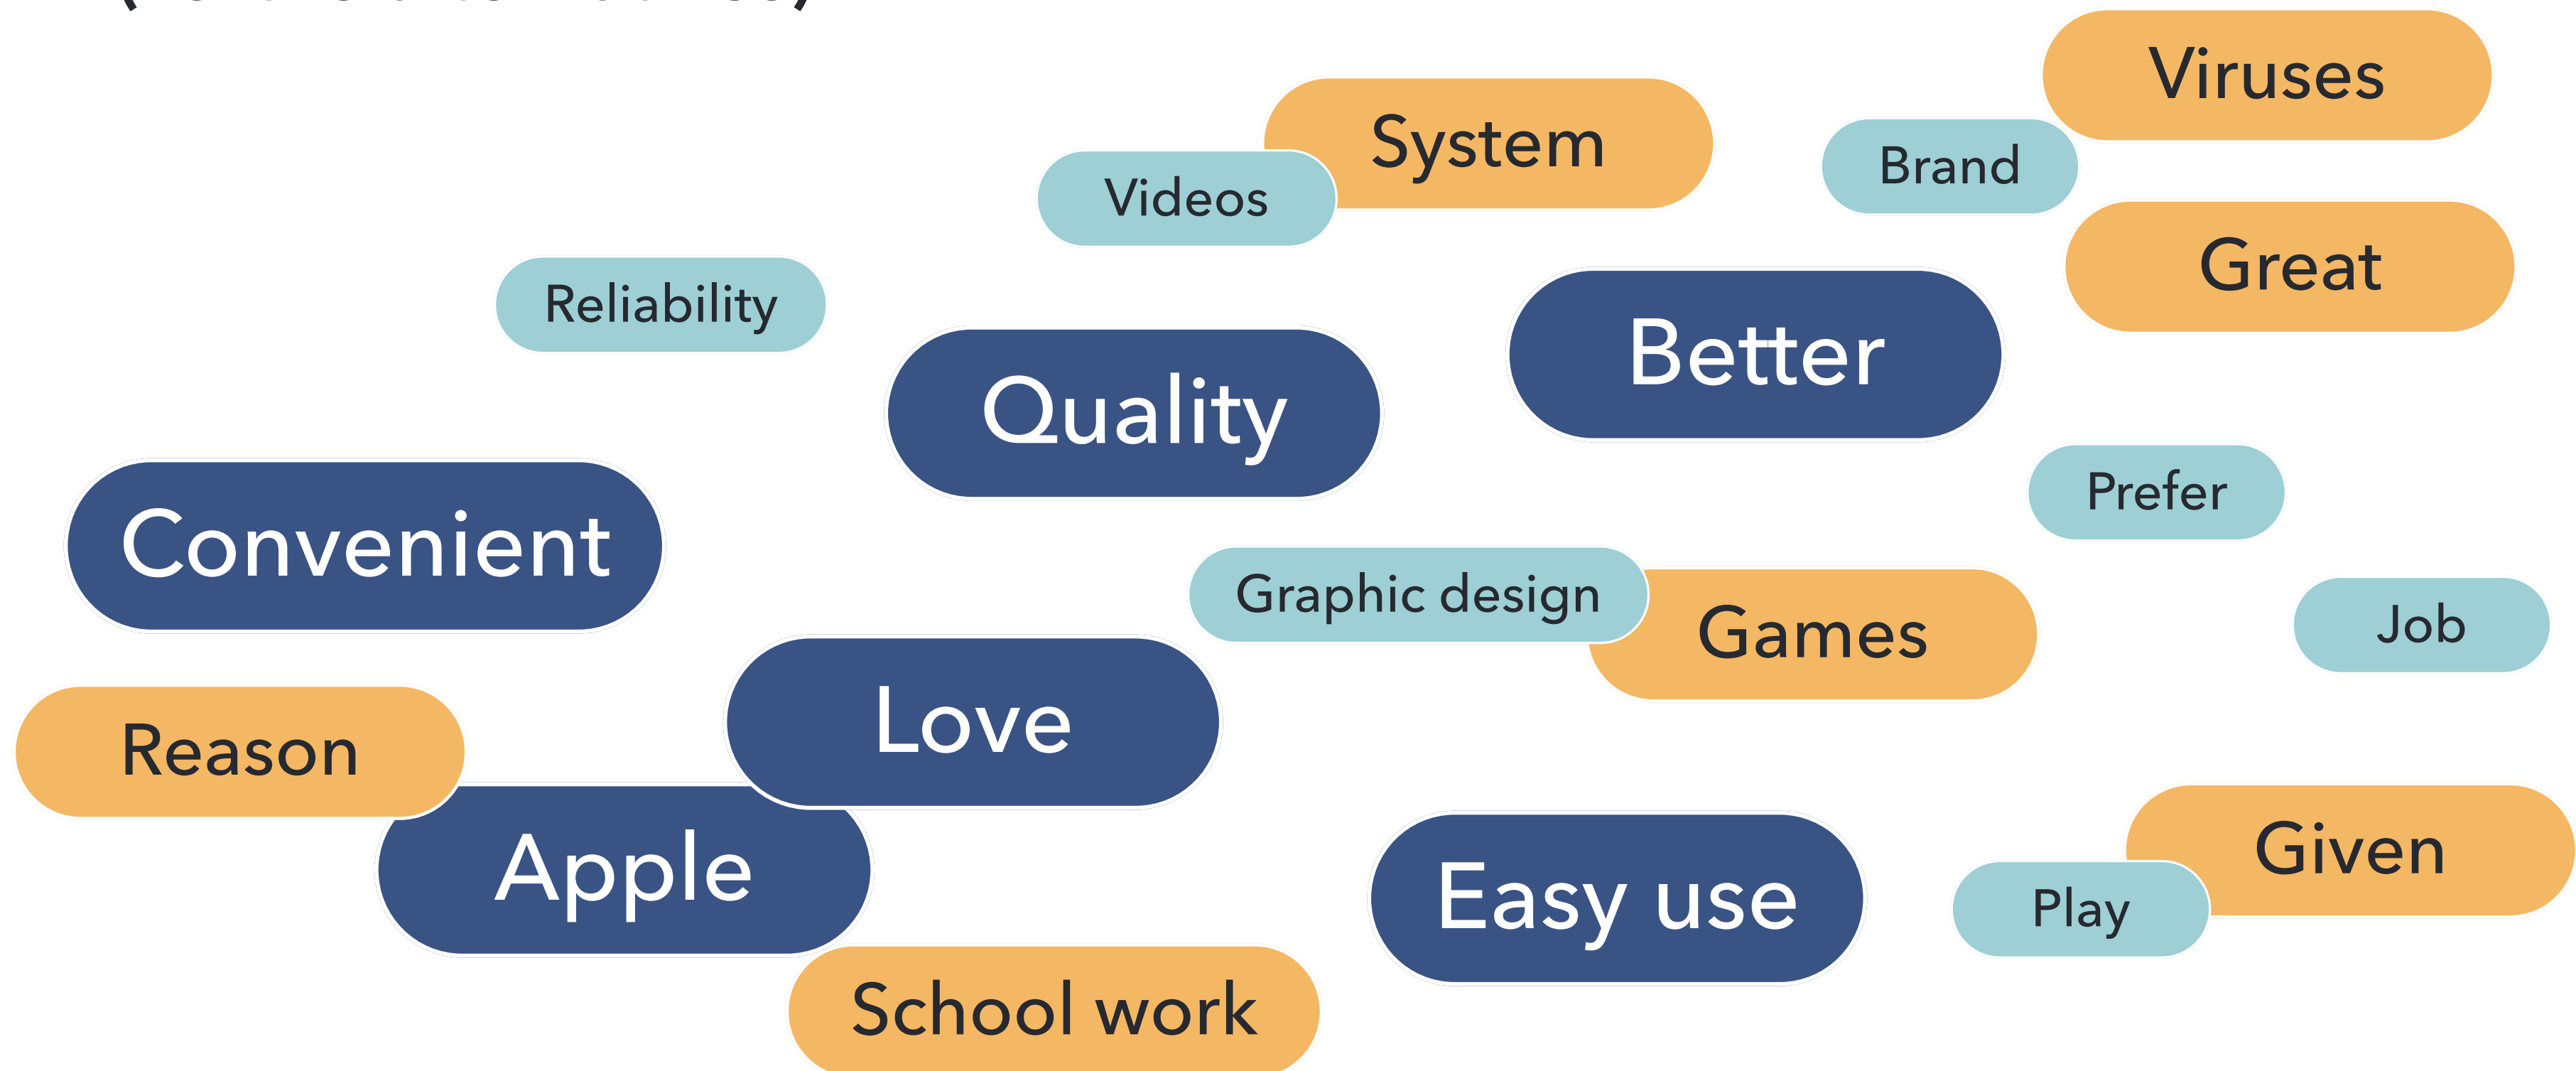 Viruses
System
Brand
Videos
Great
Reliability
Better
Quality
Prefer
Convenient
Graphic design
Games
Job
Love
Reason
Given
Apple
Easy use
Play
School work